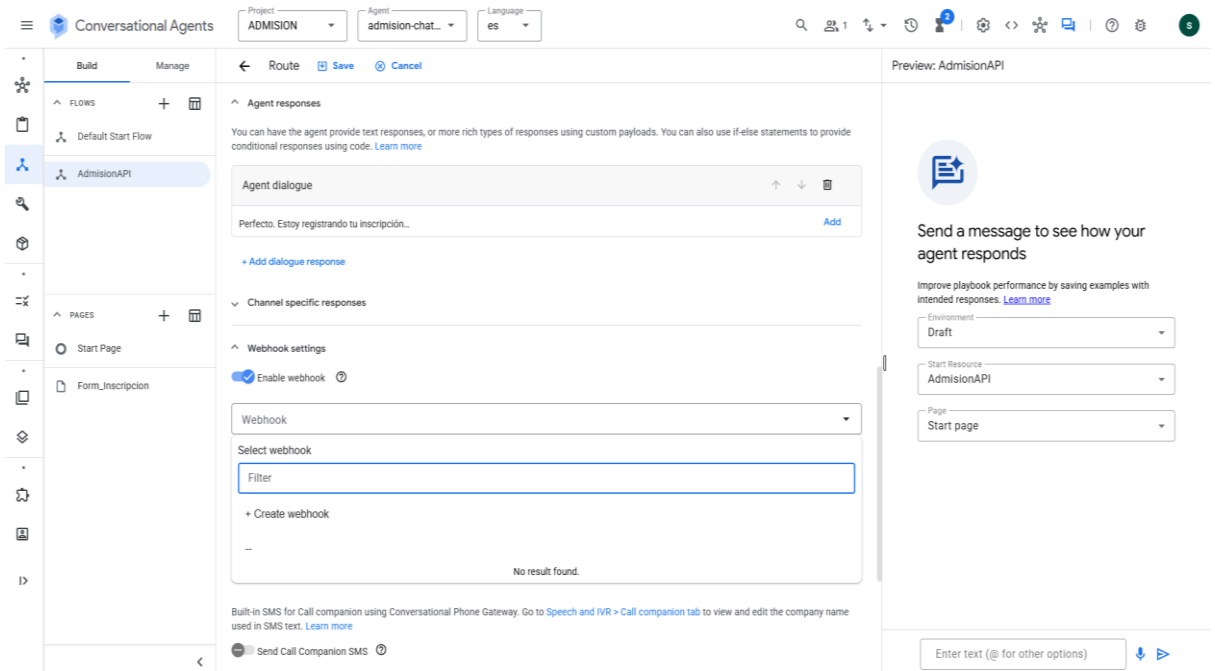 Conversational Agents
Project
ADMISION
Agent
admision-chat...
Language
es
1
2
S
Build
Manage
FLOWS
Default Start Flow
AdmisionAPI
PAGES
Start Page
Form_Inscripcion
Route
Save
Cancel
Agent responses
You can have the agent provide text responses, or more rich types of responses using custom payloads. You can also use if-else statements to provide
conditional responses using code. Learn more
Agent dialogue
Perfecto. Estoy registrando tu inscripción...
Add
+ Add dialogue response
Channel specific responses
Webhook settings
Enable webhook
Webhook
Select webhook
Filter
+ Create webhook
--
No result found.
Built-in SMS for Call companion using Conversational Phone Gateway. Go to Speech and IVR > Call companion tab to view and edit the company name
used in SMS text. Learn more
Send Call Companion SMS
Preview: AdmisionAPI
Send a message to see how your
agent responds
Improve playbook performance by saving examples with
intended responses. Learn more
Environment
Draft
Start Resource
AdmisionAPI
Page
Start page
Enter text (@ for other options)